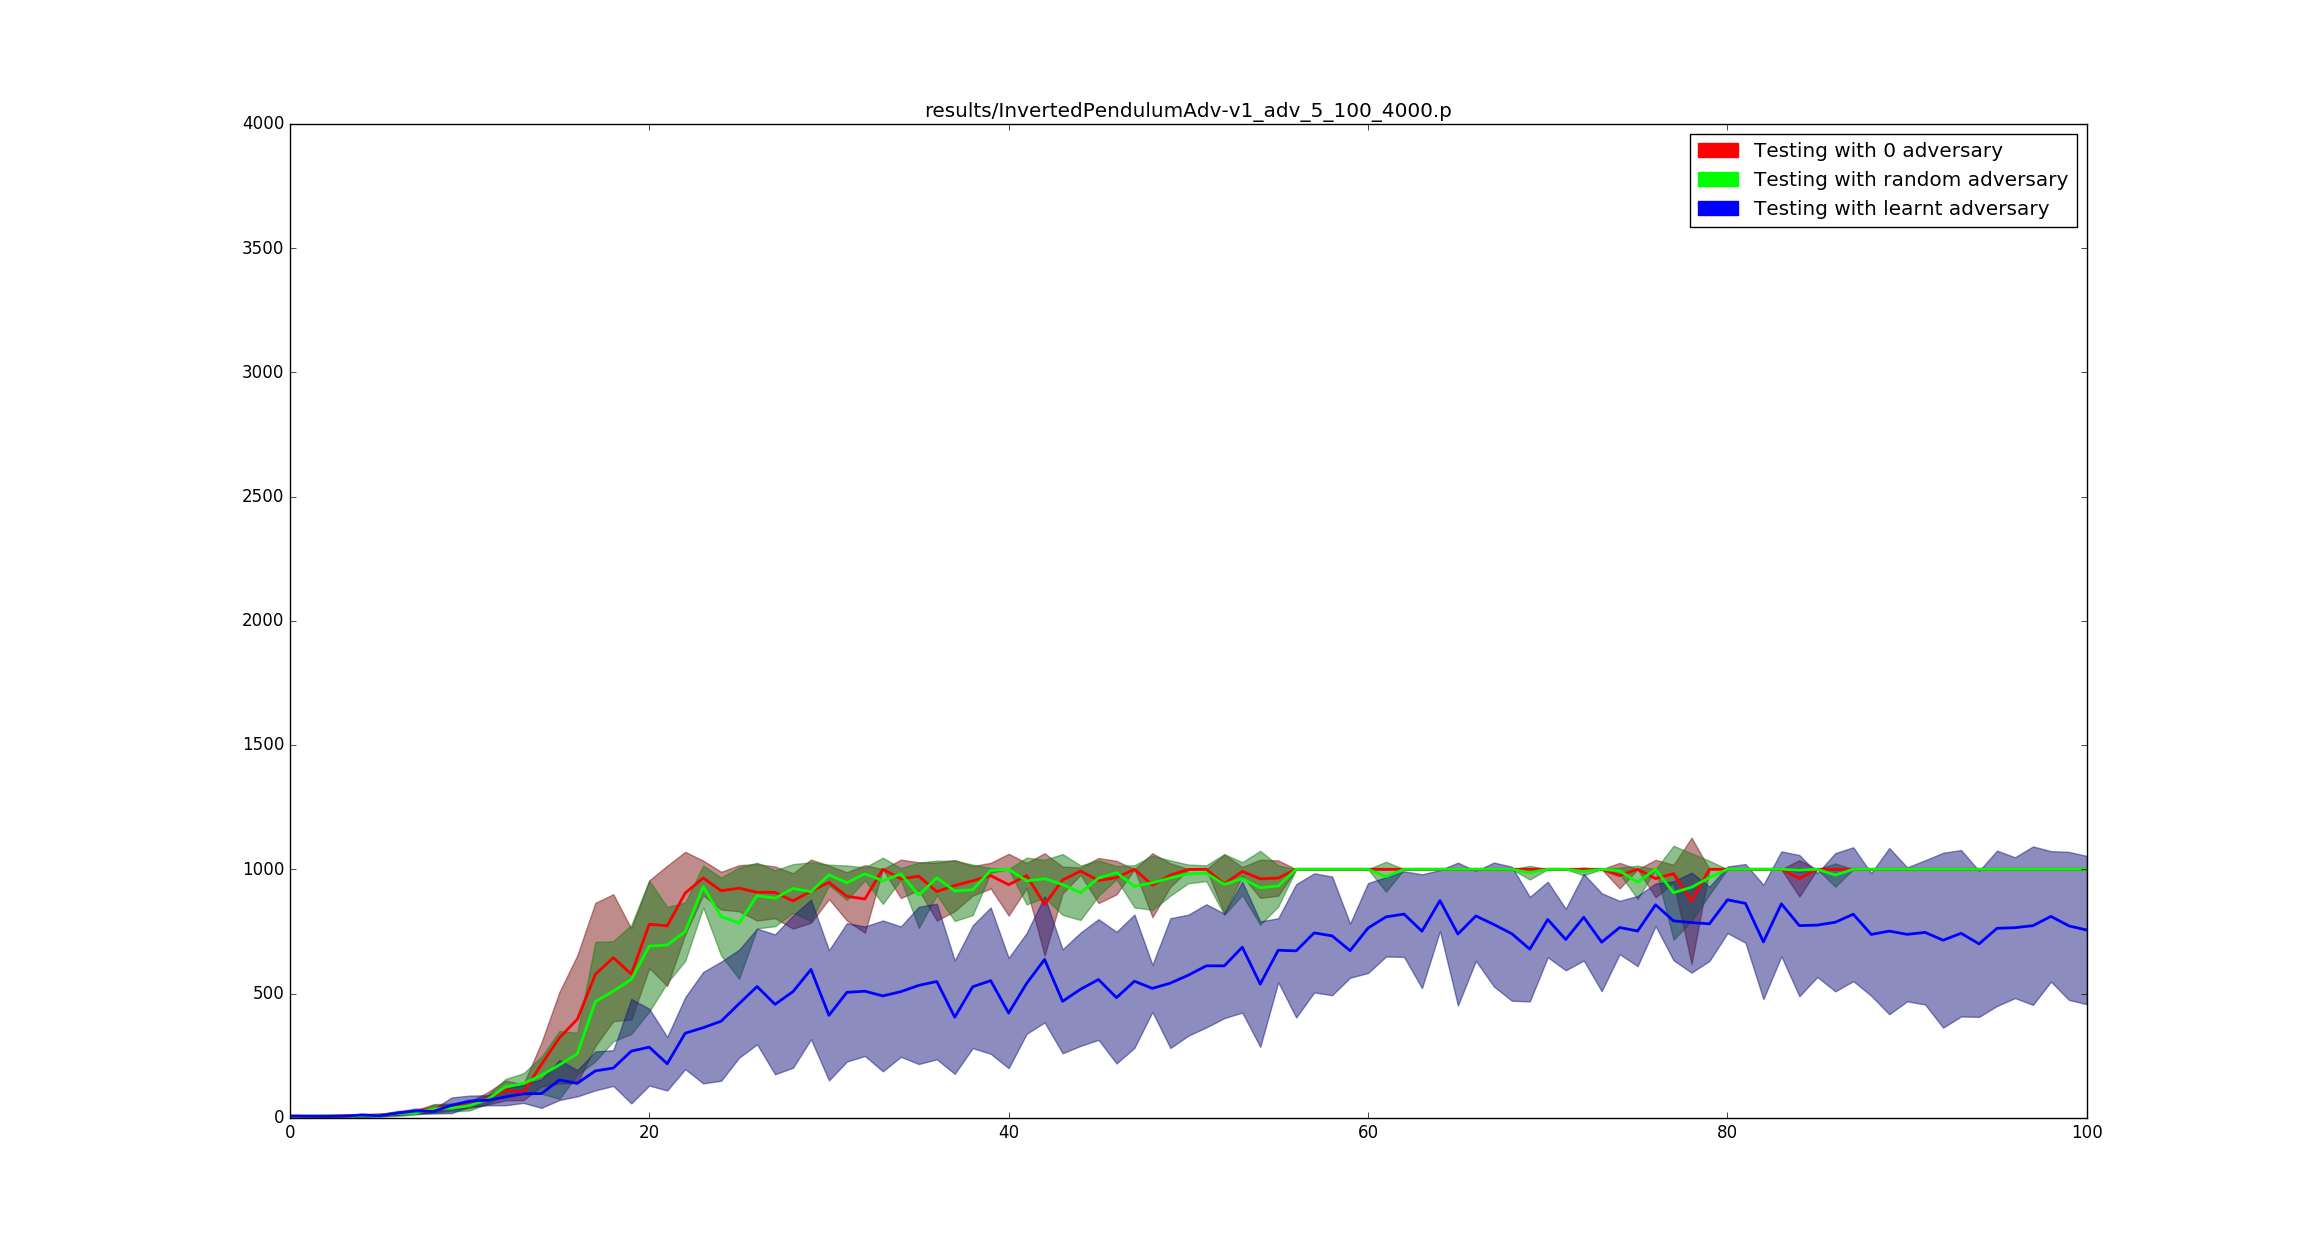 results/InvertedPendulumAdv-v1_adv_5_100_4000.p
4000
3500
3000
2500
2000
1500
1000
500
0
Testing with 0 adversary
Testing with random adversary
Testing with learnt adversary
0 20 40 60 80 100